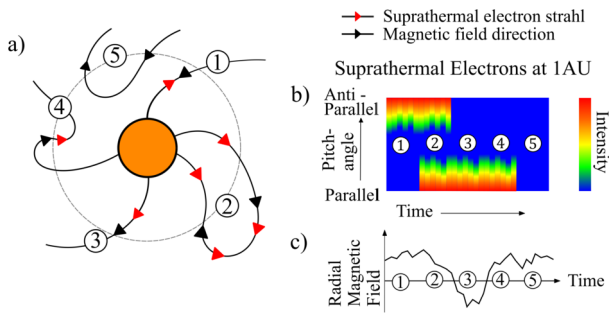 Suprathermal electron strahl
Magnetic field direction
a)
5
1
4
2
3
Suprathermal Electrons at 1AU
b)
Anti -
Parallel
Pitch-
angle
Parallel
1 2 3 4 5
Time
Intensity
c)
Radial
Magnetic
Field
1 2 3 4 5
Time